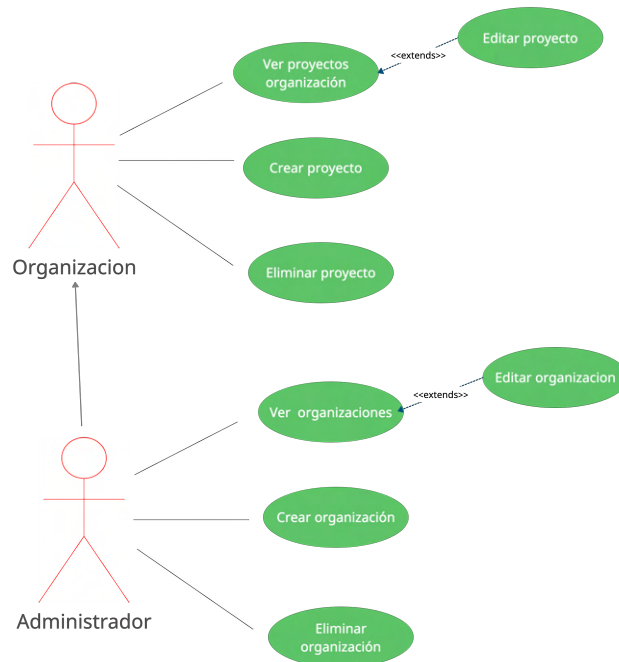 Editar proyecto
<<extends>>
Ver proyectos
organización
Crear proyecto
Organizacion
Eliminar proyecto
Editar organizacion
<<extends>>
Ver  organizaciones
Crear organización
Administrador
Eliminar
organización